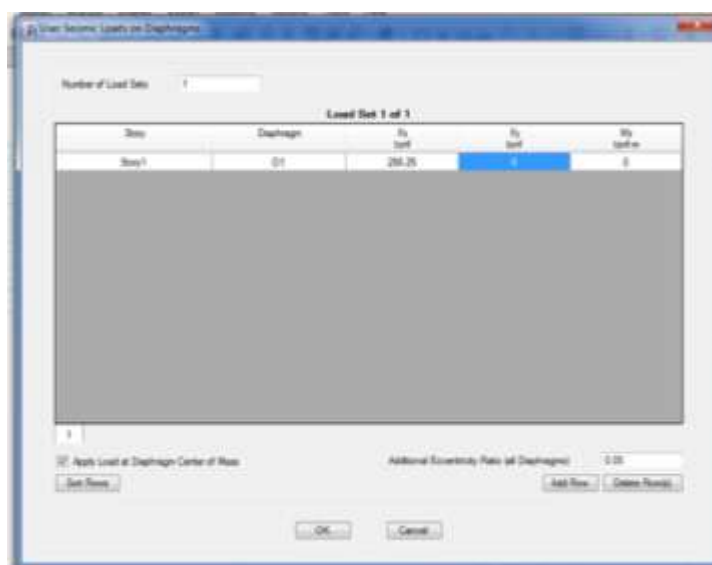 User Seismic Loads on Diaphragms
Number of Load Sets 1
Load Set 1 of 1
Story Diaphragm Fx Fy Mz
tonf tonf tonf-m
Story1 D1 0 0
1
Apply Load at Diaphragm Center of Mass Additional Eccentricity Ratio (all Diaphragms) 0.05
Sort Rows Add Row Delete Row(s)
OK Cancel